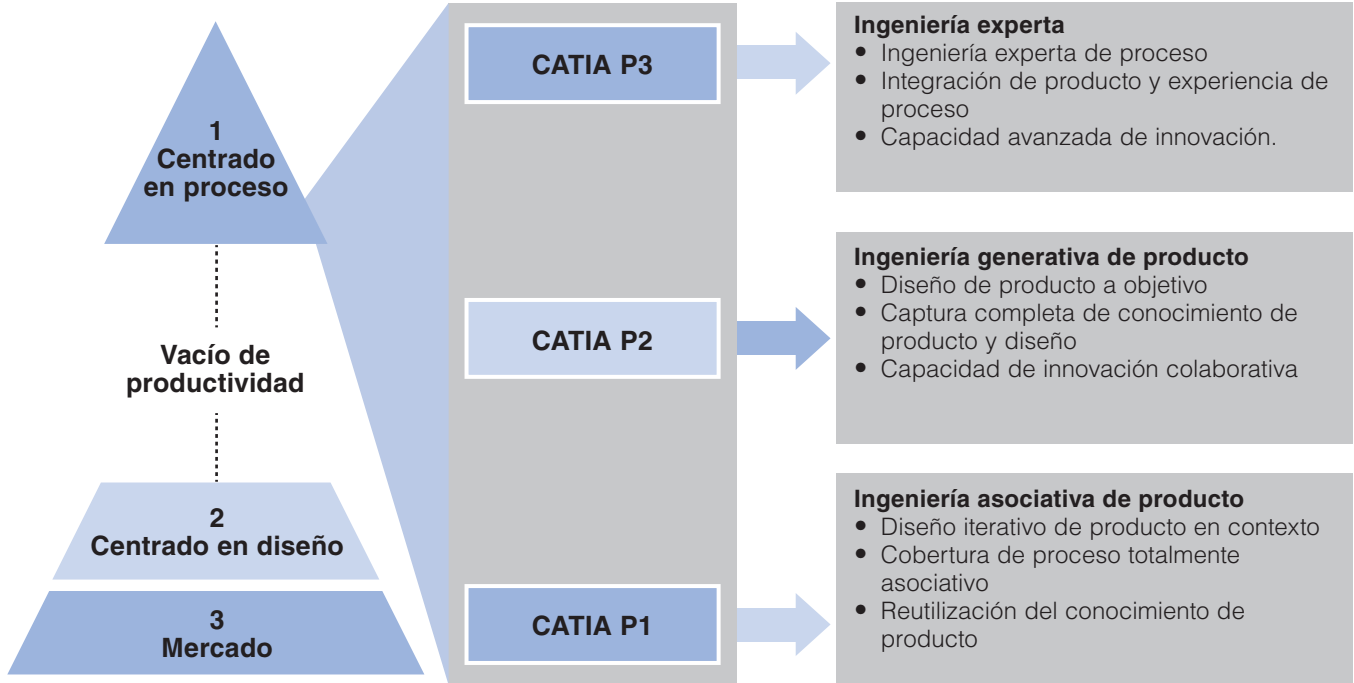 1
Centrado
en proceso
Vacío de
productividad
2
Centrado en diseño
3
Mercado
CATIA P3
CATIA P2
CATIA P1
Ingeniería experta
• Ingeniería experta de proceso
• Integración de producto y experiencia de
proceso
• Capacidad avanzada de innovación.
Ingeniería generativa de producto
• Diseño de producto a objetivo
• Captura completa de conocimiento de
producto y diseño
• Capacidad de innovación colaborativa
Ingeniería asociativa de producto
• Diseño iterativo de producto en contexto
• Cobertura de proceso totalmente
asociativo
• Reutilización del conocimiento de
producto